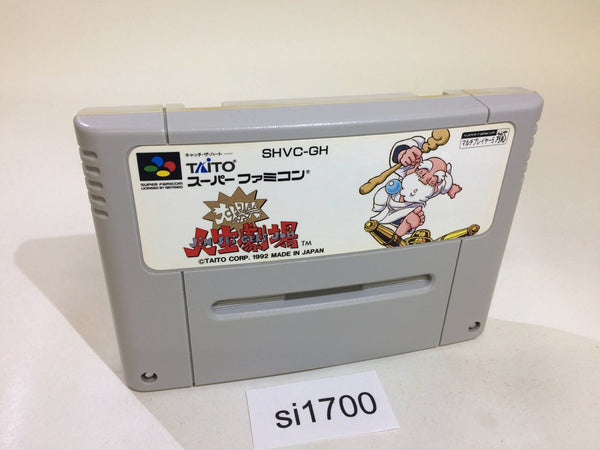 キャッチ・ザ・ハート
TAITO®
SHVC-GH
スーパーファミコン®
SUPER FAMICOM
LICENSED BY NINTENDO
SUPER FAMICOM
マルチプレイヤー5 対応
大爆笑
人生劇場 TM
©TAITO CORP. 1992 MADE IN JAPAN
si1700